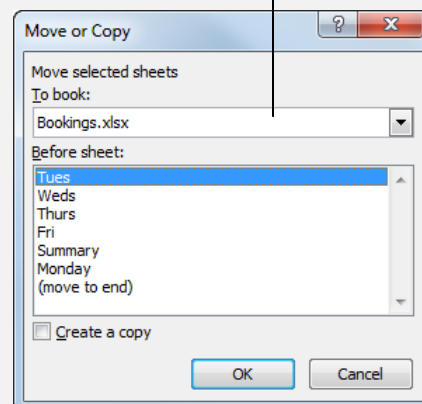 Move or Copy
Move selected sheets
To book:
Bookings.xlsx
Before sheet:
Tues
Weds
Thurs
Fri
Summary
Monday
(move to end)
Create a copy
OK Cancel